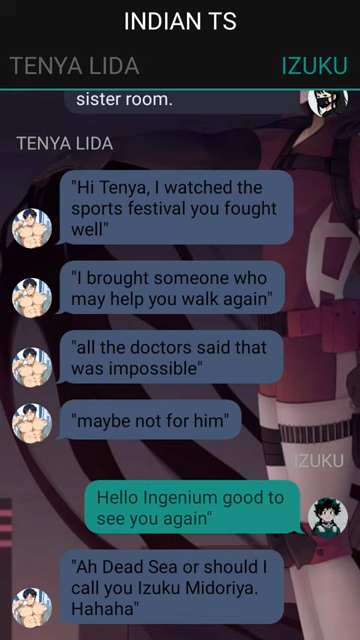 INDIAN TS
TENYA LIDA
IZUKU
sister room.
TENYA LIDA
"Hi Tenya, I watched the
sports festival you fought
well"
"I brought someone who
may help you walk again"
"all the doctors said that
was impossible"
"maybe not for him"
IZUKU
Hello Ingenium good to
see you again"
"Ah Dead Sea or should I
call you Izuku Midoriya.
Hahaha"